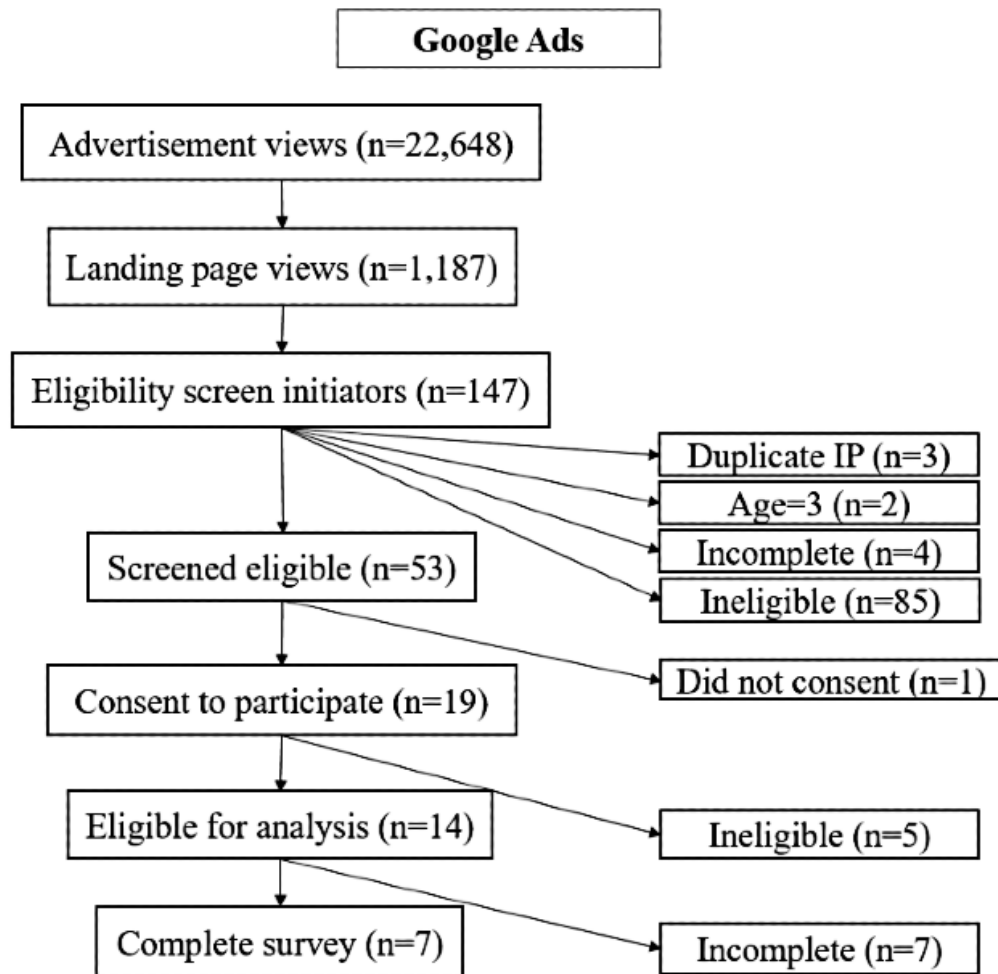 Google Ads
Advertisement views (n=22,648)
Landing page views (n=1,187)
Eligibility screen initiators (n=147)
Duplicate IP (n=3)
Age=3 (n=2)
Incomplete (n=4)
Screened eligible (n=53)
Ineligible (n=85)
Did not consent (n=1)
Consent to participate (n=19)
Eligible for analysis (n=14)
Ineligible (n=5)
Complete survey (n=7)
Incomplete (n=7)